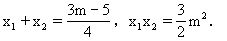 x₁ + x₂ = (3m − 5)/4, x₁x₂ = (3/2)m².